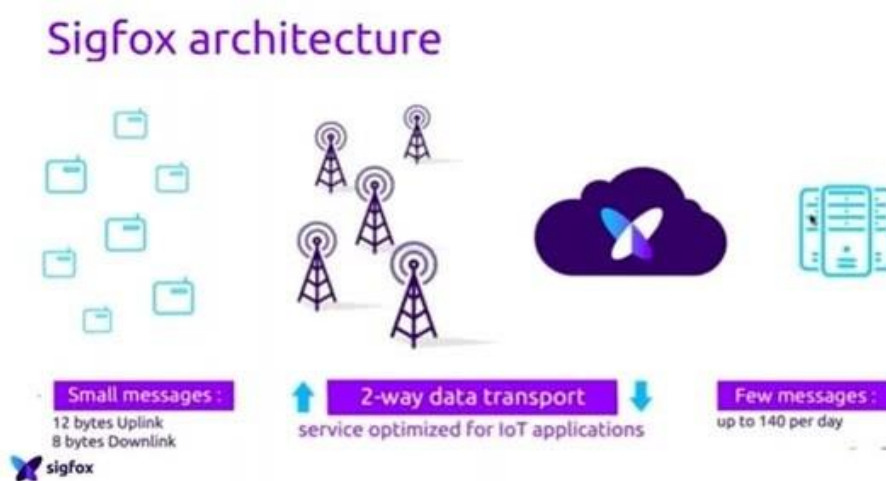 Sigfox architecture
Small messages :
12 bytes Uplink
8 bytes Downlink
2-way data transport
service optimized for IoT applications
Few messages :
up to 140 per day
sigfox